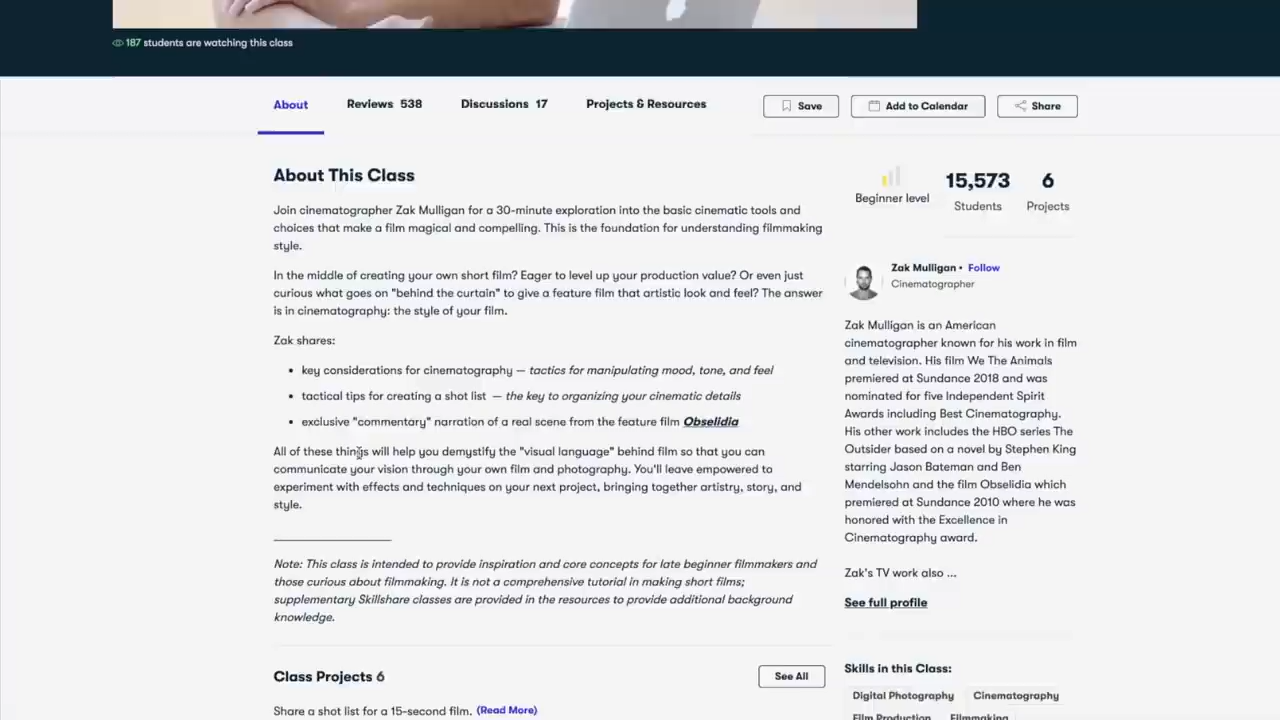 187 students are watching this class
About
Reviews 538
Discussions 17
Projects & Resources
Save
Add to Calendar
Share
About This Class
Join cinematographer Zak Mulligan for a 30-minute exploration into the basic cinematic tools and
choices that make a film magical and compelling. This is the foundation for understanding filmmaking
style.
In the middle of creating your own short film? Eager to level up your production value? Or even just
curious what goes on "behind the curtain" to give a feature film that artistic look and feel? The answer
is in cinematography: the style of your film.
Zak shares:
• key considerations for cinematography — tactics for manipulating mood, tone, and feel
• tactical tips for creating a shot list — the key to organizing your cinematic details
• exclusive "commentary" narration of a real scene from the feature film Obselidia
All of these things will help you demystify the "visual language" behind film so that you can
communicate your vision through your own film and photography. You'll leave empowered to
experiment with effects and techniques on your next project, bringing together artistry, story, and
style.
Note: This class is intended to provide inspiration and core concepts for late beginner filmmakers and
those curious about filmmaking. It is not a comprehensive tutorial in making short films;
supplementary Skillshare classes are provided in the resources to provide additional background
knowledge.
Class Projects 6
See All
Share a shot list for a 15-second film. (Read More)
Beginner level
15,573
Students
6
Projects
Zak Mulligan • Follow
Cinematographer
Zak Mulligan is an American
cinematographer known for his work in film
and television. His film We The Animals
premiered at Sundance 2018 and was
nominated for five Independent Spirit
Awards including Best Cinematography.
His other work includes the HBO series The
Outsider based on a novel by Stephen King
starring Jason Bateman and Ben
Mendelsohn and the film Obselidia which
premiered at Sundance 2010 where he was
honored with the Excellence in
Cinematography award.
Zak's TV work also ...
See full profile
Skills in this Class:
Digital Photography
Cinematography
Film Production
Filmmaking